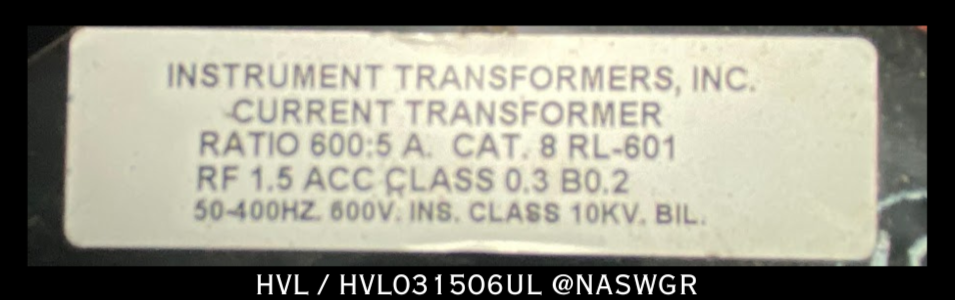 INSTRUMENT TRANSFORMERS, INC.
CURRENT TRANSFORMER
RATIO 600:5 A. CAT. 8 RL-601
RF 1.5 ACC CLASS 0.3 B0.2
50-400HZ. 600V. INS. CLASS 10KV. BIL.
HVL / HVL031506UL @NASWGR